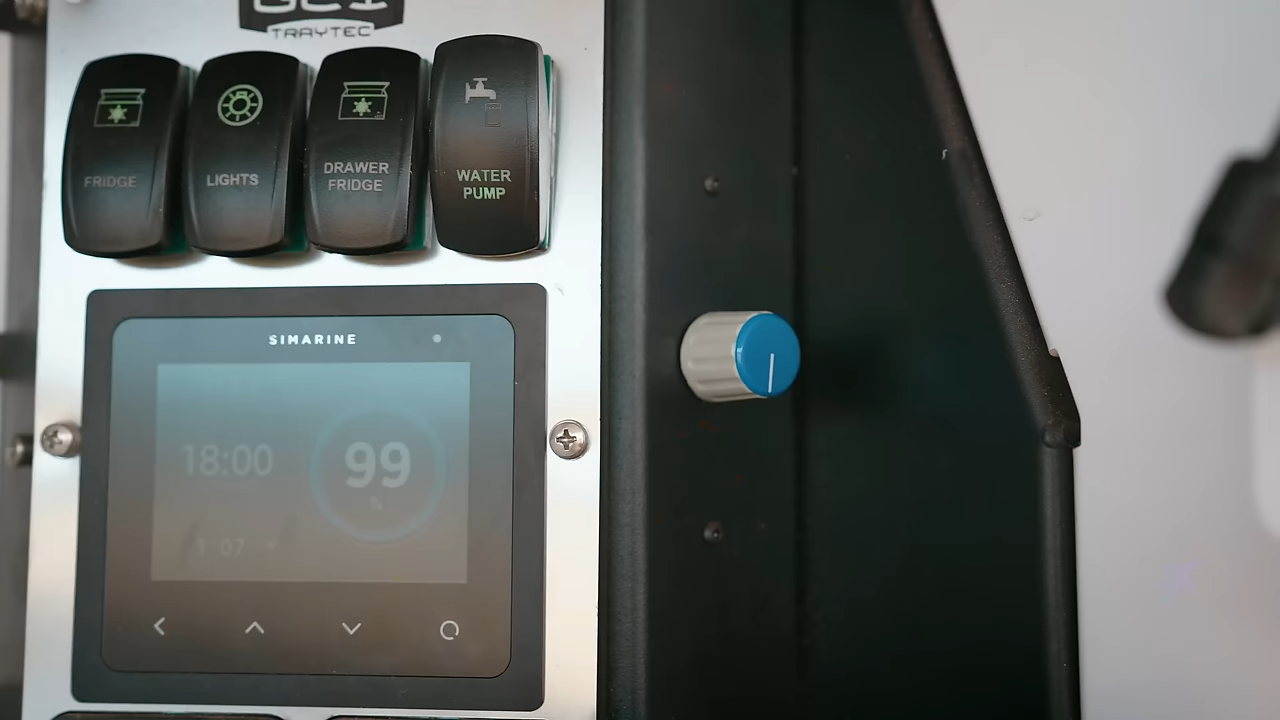 TRAYTEC
FRIDGE
LIGHTS
DRAWER
FRIDGE
WATER
PUMP
SIMARINE
18:00
99
%